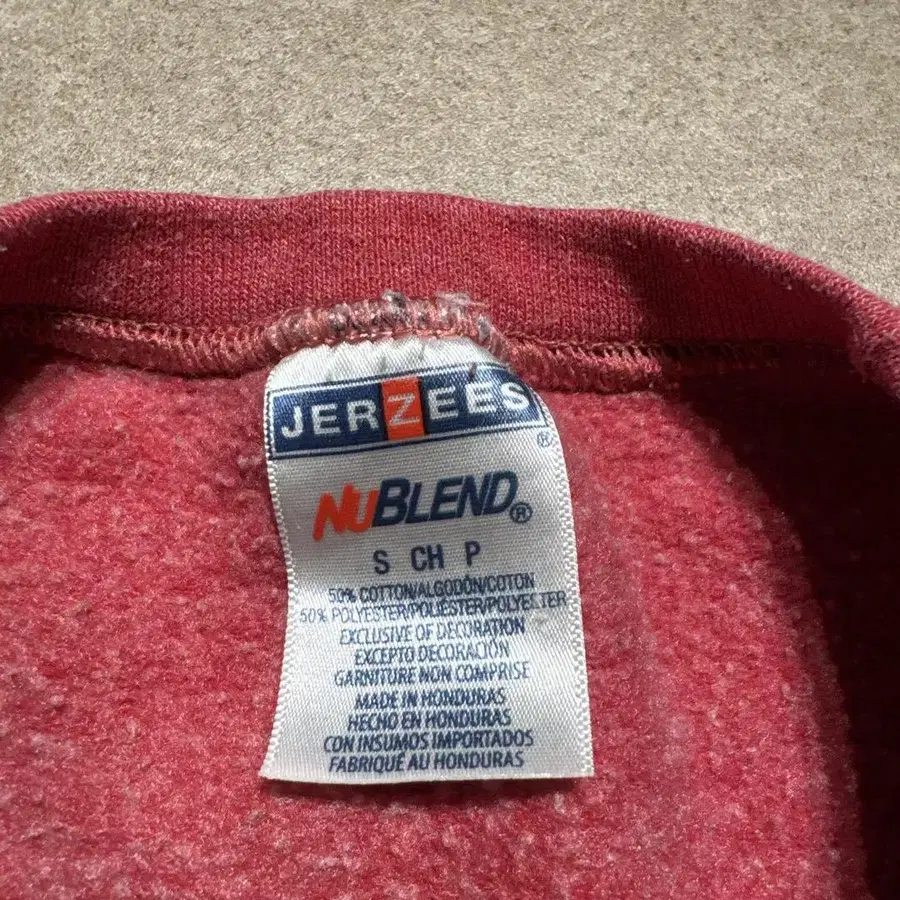 JERZEES®
NUBLEND®
S CH P
50% COTTON/ALGODÓN/COTON
50% POLYESTER/POLIÉSTER/POLYESTER
EXCLUSIVE OF DECORATION
EXCEPTO DECORACIÓN
GARNITURE NON COMPRISE
MADE IN HONDURAS
HECHO EN HONDURAS
CON INSUMOS IMPORTADOS
FABRIQUÉ AU HONDURAS